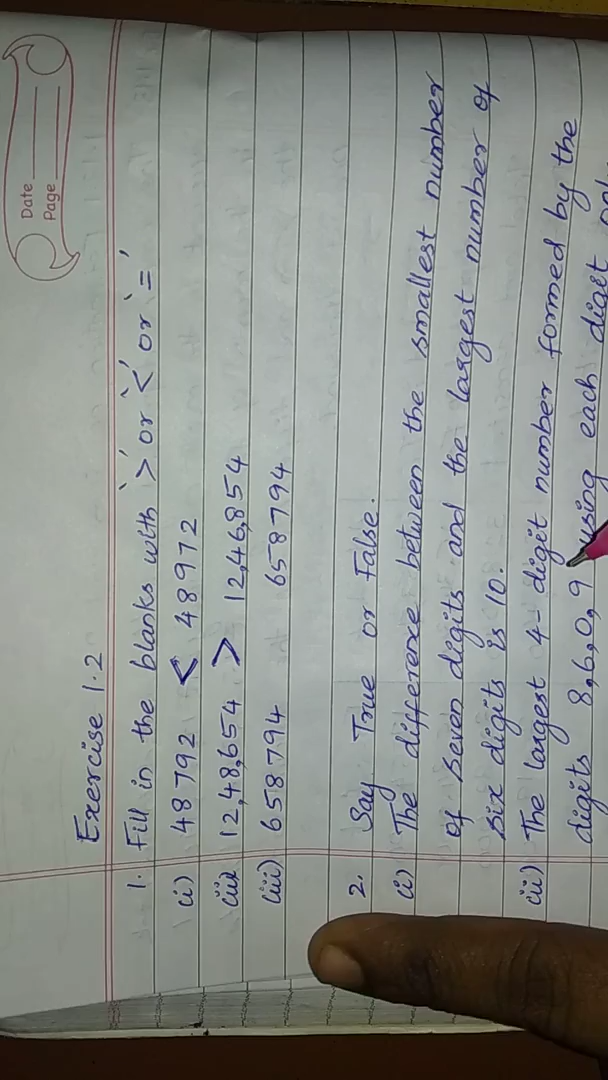 Date
Page
Exercise 1.2
1. Fill in the blanks with '>' or '<' or '='
(i) 48792 < 48972
(ii) 12,48,654 > 12,46,854
(iii) 658794 658794
2. Say True or False.
(i) The difference between the smallest number
of seven digits and the largest number of
six digits is 10.
(ii) The largest 4-digit number formed by the
digits 8,6,0,9 using each digit